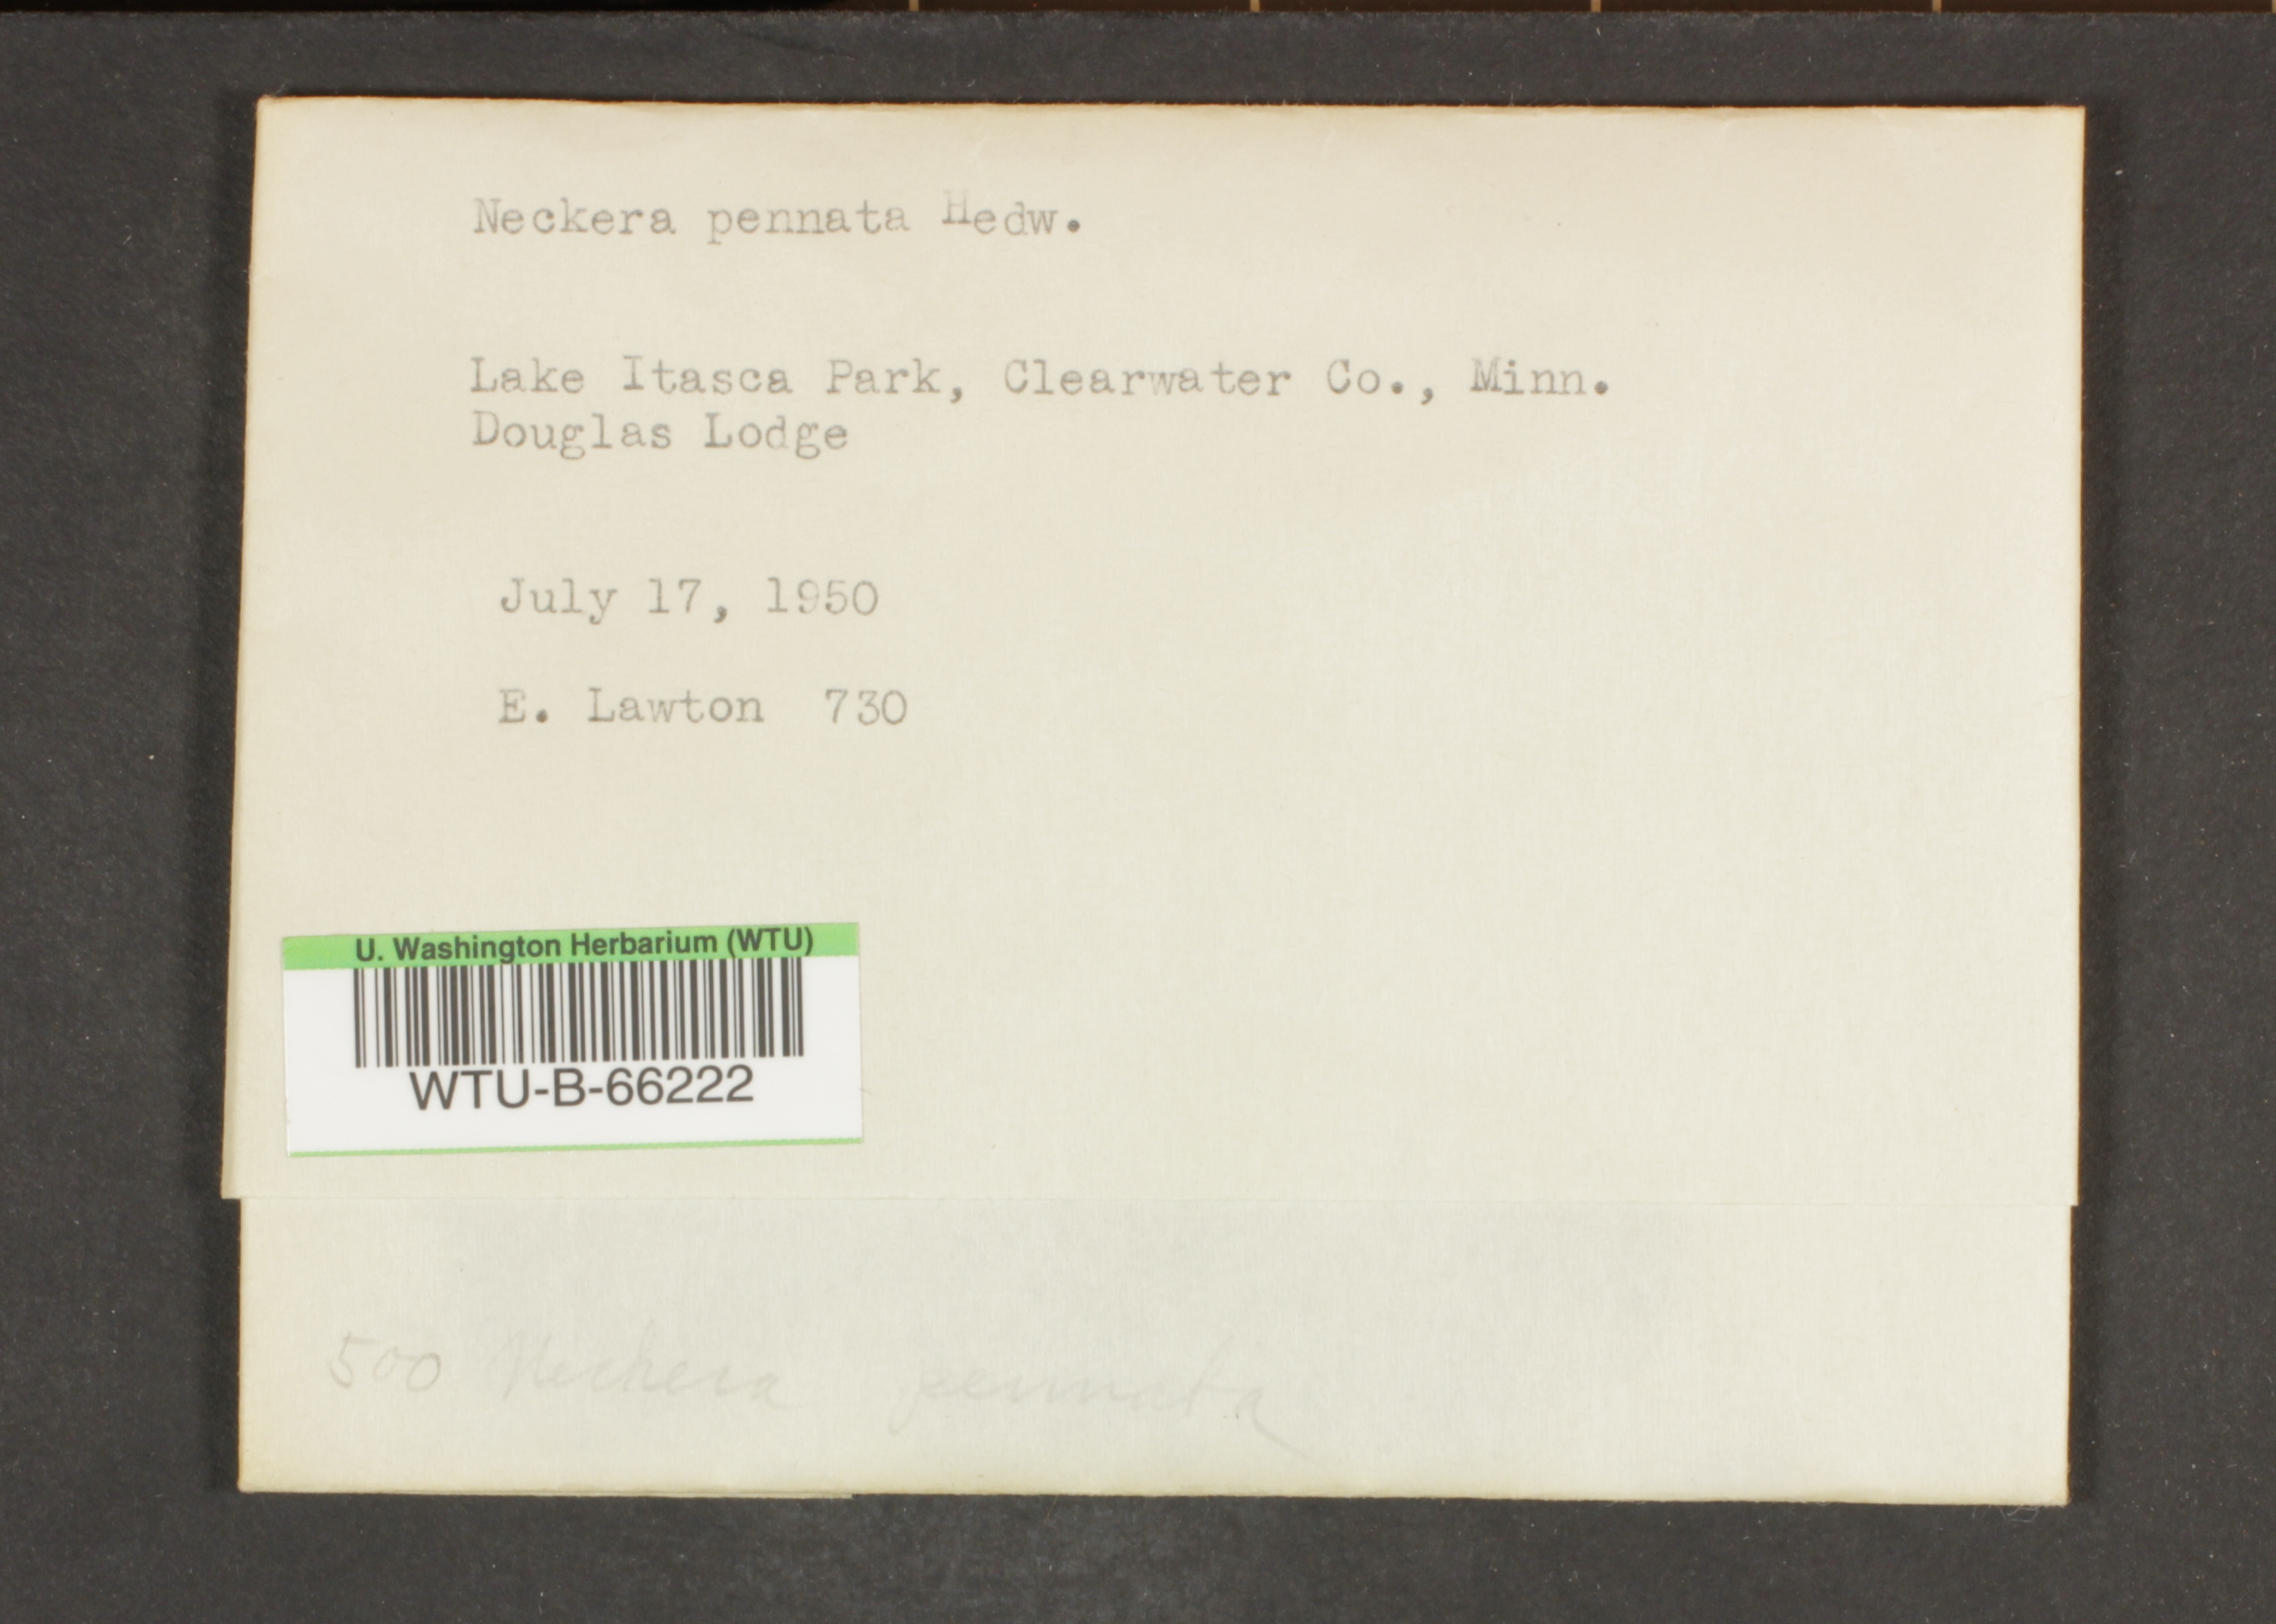 Neckera pennata Hedw.
Lake Itasca Park, Clearwater Co., Minn.
Douglas Lodge
July 17, 1950
E. Lawton 730
U. Washington Herbarium (WTU)
WTU-B-66222
500 Neckera pennata